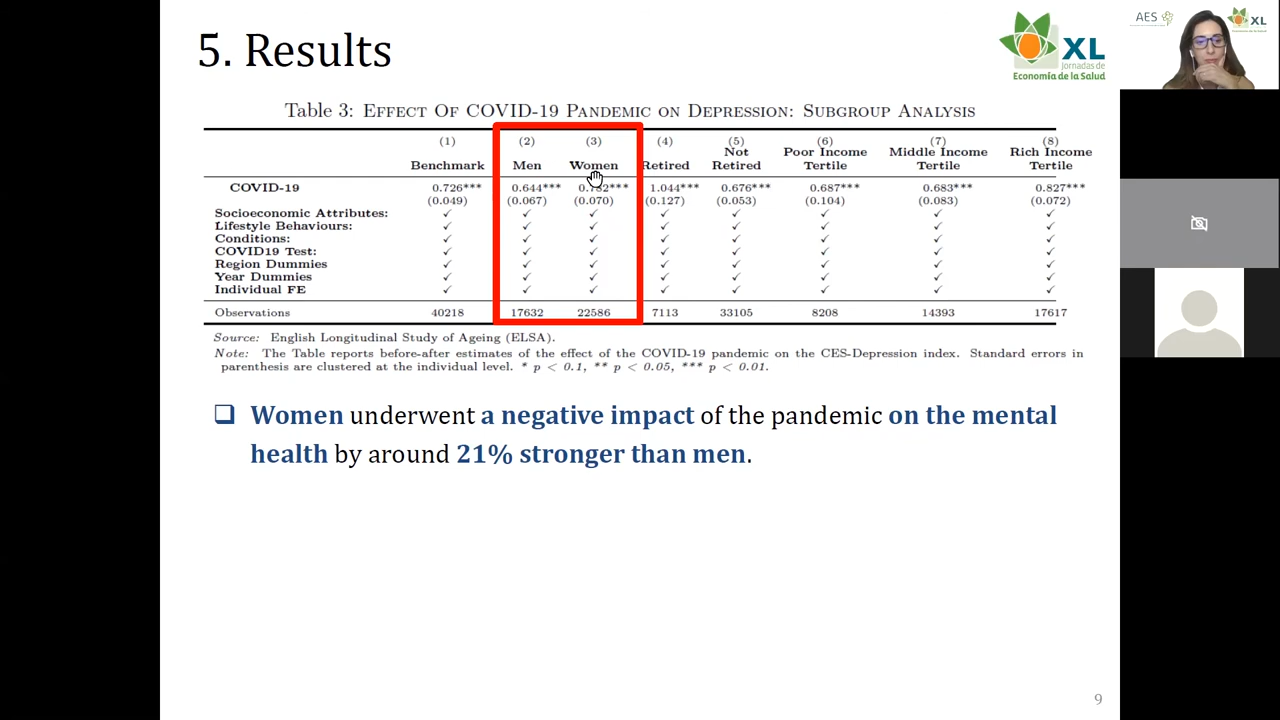 5. Results
XL
Jornadas de
Economía de la Salud
AES
XL
Table 3: EFFECT OF COVID-19 PANDEMIC ON DEPRESSION: SUBGROUP ANALYSIS
(1) (2) (3) (4) (5) (6) (7) (8)
Benchmark Men Women Retired Not Retired Poor Income Tertile Middle Income Tertile Rich Income Tertile
COVID-19 0.726*** 0.644*** 1.044*** 0.676*** 0.687*** 0.683*** 0.827***
(0.049) (0.067) (0.070) (0.127) (0.053) (0.104) (0.083) (0.072)
Socioeconomic Attributes: ✓ ✓ ✓ ✓ ✓ ✓ ✓ ✓
Lifestyle Behaviours: ✓ ✓ ✓ ✓ ✓ ✓ ✓ ✓
Conditions: ✓ ✓ ✓ ✓ ✓ ✓ ✓ ✓
COVID19 Test: ✓ ✓ ✓ ✓ ✓ ✓ ✓ ✓
Region Dummies ✓ ✓ ✓ ✓ ✓ ✓ ✓ ✓
Year Dummies ✓ ✓ ✓ ✓ ✓ ✓ ✓ ✓
Individual FE ✓ ✓ ✓ ✓ ✓ ✓ ✓ ✓
Observations 40218 17632 22586 7113 33105 8208 14393 17617
Source: English Longitudinal Study of Ageing (ELSA).
Note: The Table reports before-after estimates of the effect of the COVID-19 pandemic on the CES-Depression index. Standard errors in
parenthesis are clustered at the individual level. * p < 0.1, ** p < 0.05, *** p < 0.01.
❑ Women underwent a negative impact of the pandemic on the mental
health by around 21% stronger than men.
9